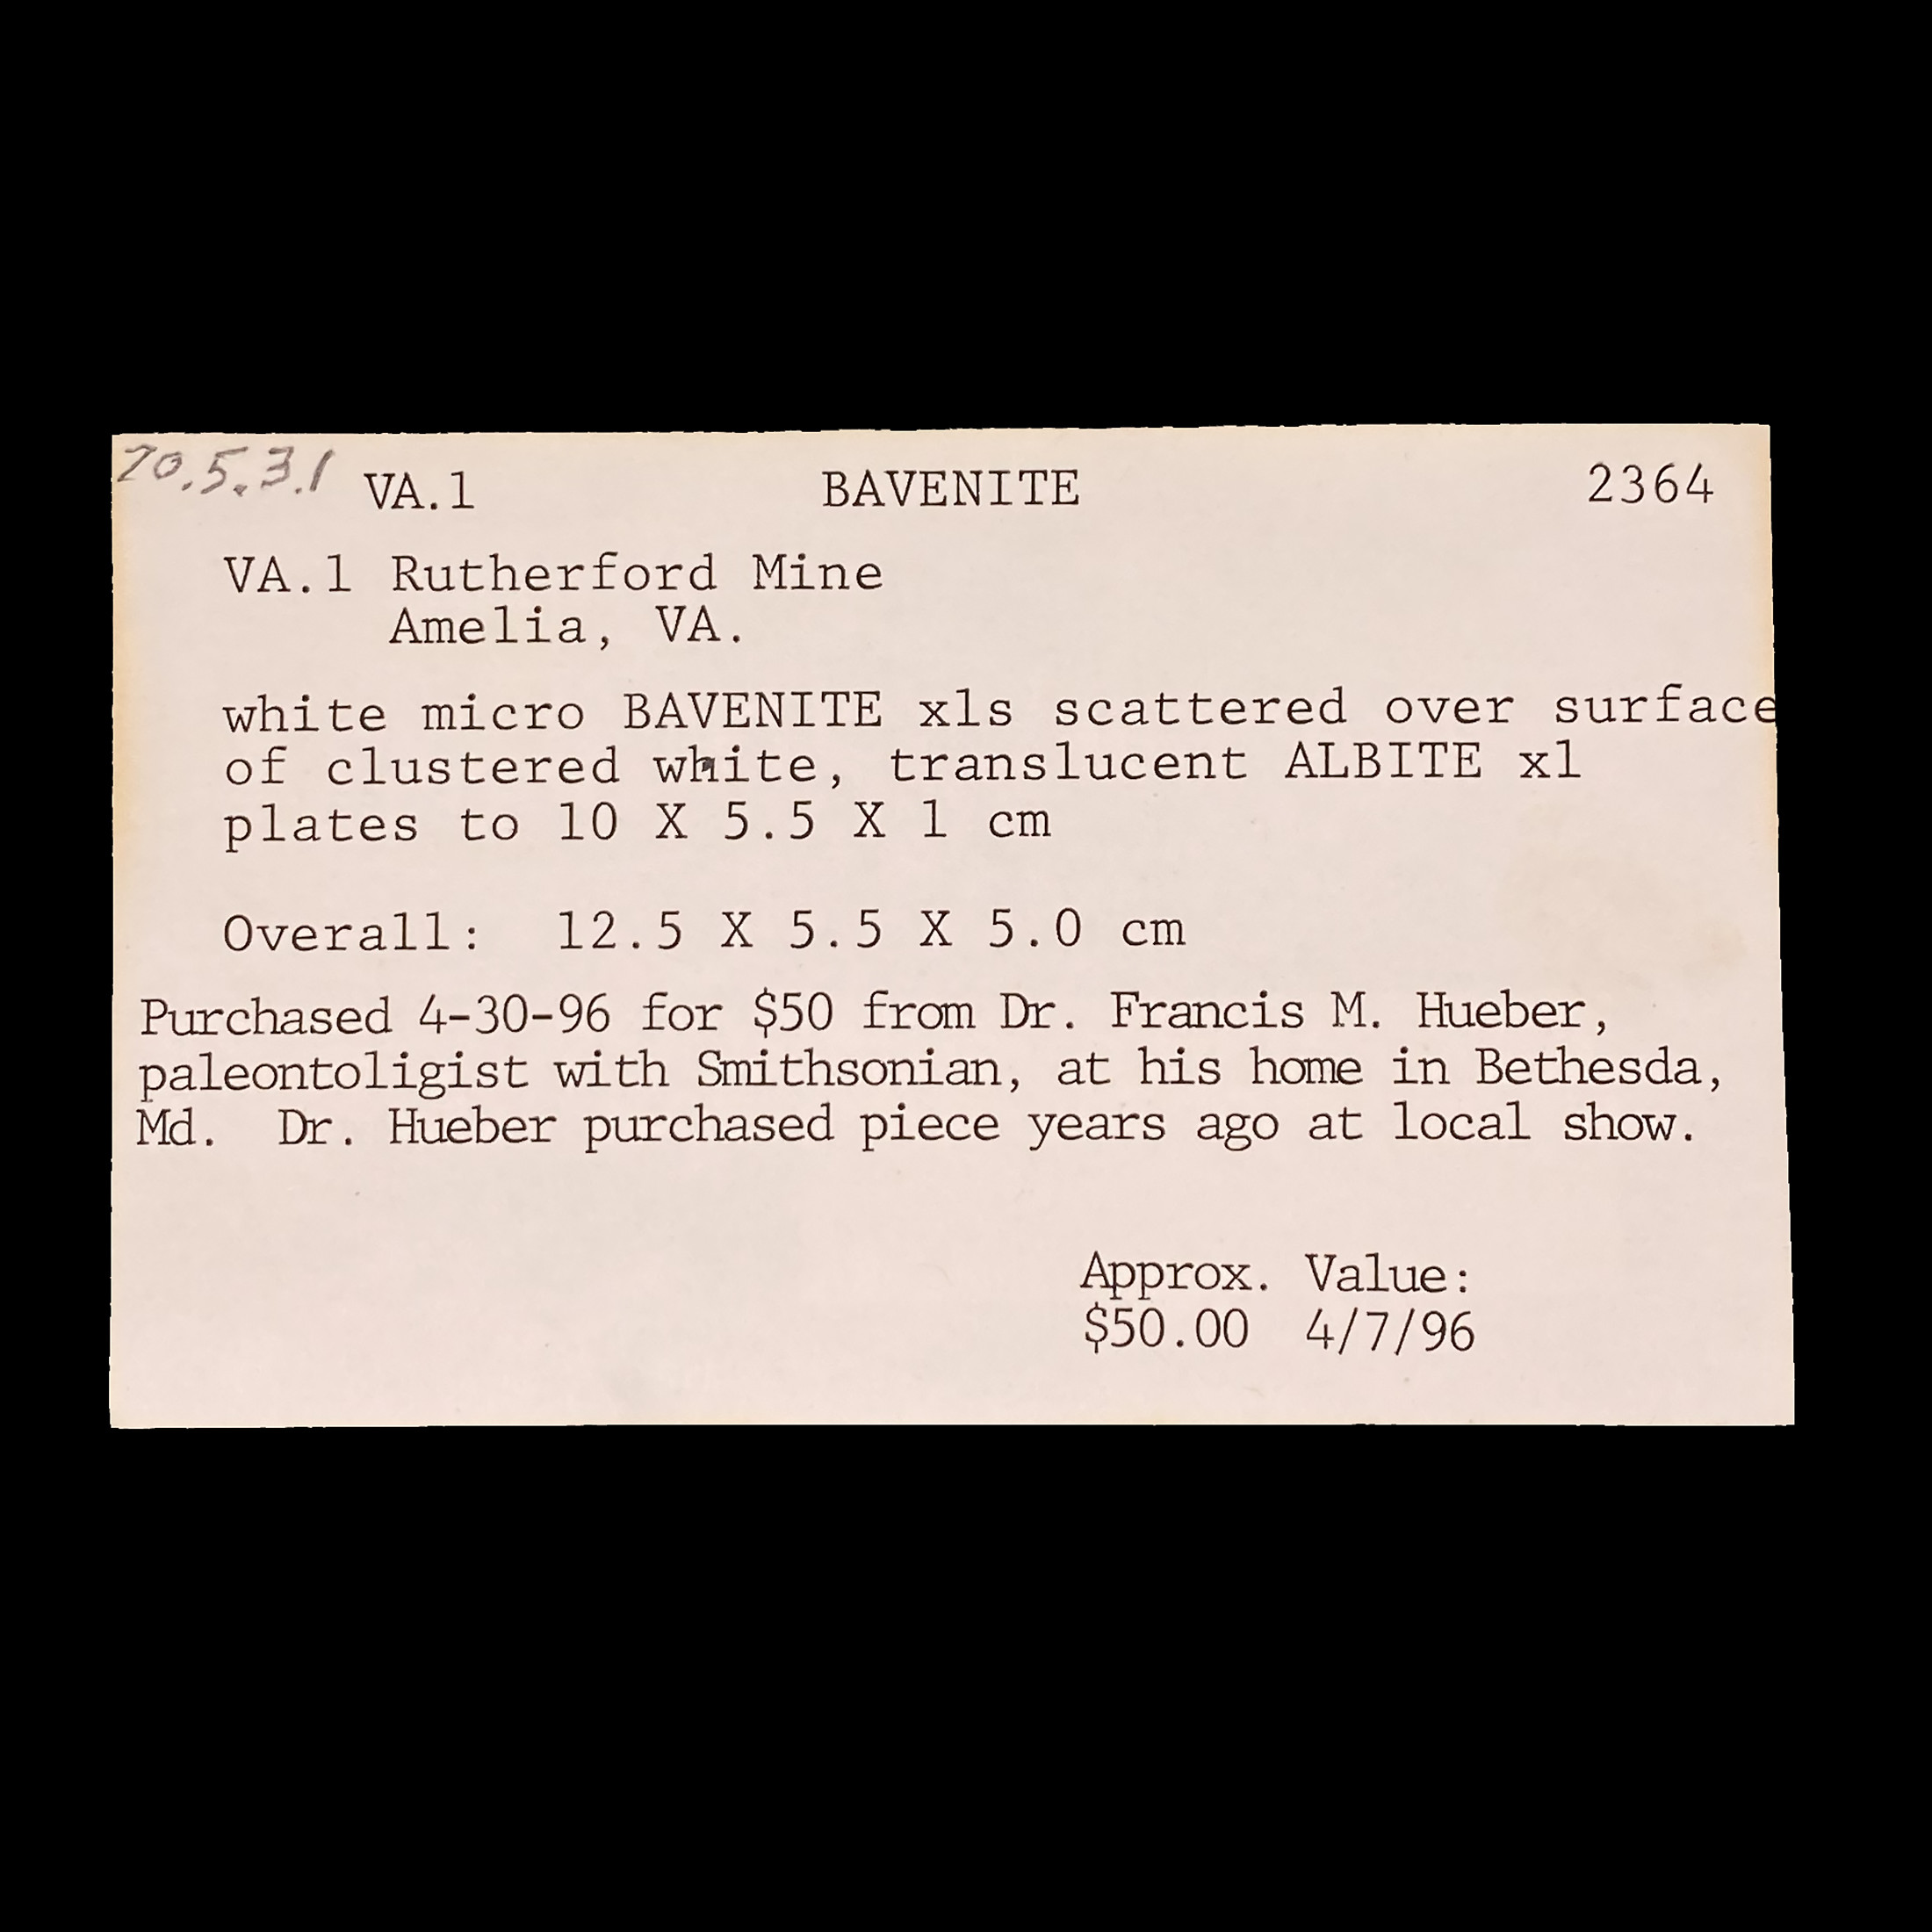 70.5.3.1 VA.1 BAVENITE 2364
VA.1 Rutherford Mine
Amelia, VA.
white micro BAVENITE xls scattered over surface
of clustered white, translucent ALBITE xl
plates to 10 X 5.5 X 1 cm
Overall: 12.5 X 5.5 X 5.0 cm
Purchased 4-30-96 for $50 from Dr. Francis M. Hueber,
paleontoligist with Smithsonian, at his home in Bethesda,
Md. Dr. Hueber purchased piece years ago at local show.
Approx. Value:
$50.00 4/7/96